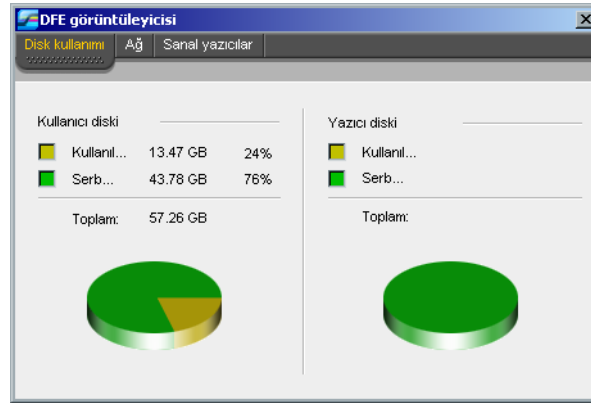 DFE görüntüleyicisi
Disk kullanımı Ağ Sanal yazıcılar
Kullanıcı diski
Kullanıl... 13.47 GB 24%
Serb... 43.78 GB 76%
Toplam: 57.26 GB
Yazıcı diski
Kullanıl...
Serb...
Toplam: